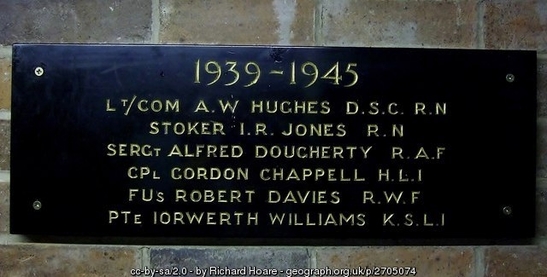 1939-1945
LT/COM A.W HUGHES D.S.C. R.N
STOKER I.R. JONES R.N
SERGT ALFRED DOUGHERTY R.A.F
CPL GORDON CHAPPELL H.L.I
FUS ROBERT DAVIES R.W.F
PTE IORWERTH WILLIAMS K.S.L.I
cc-by-sa/2.0 - by Richard Hoare - geograph.org.uk/p/2705074